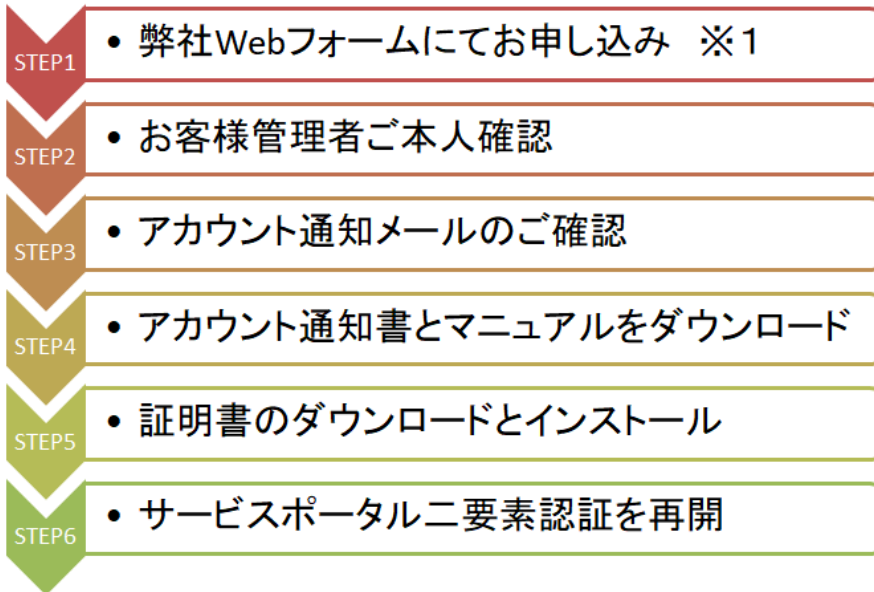 STEP1
• 弊社Webフォームにてお申し込み　※１
STEP2
• お客様管理者ご本人確認
STEP3
• アカウント通知メールのご確認
STEP4
• アカウント通知書とマニュアルをダウンロード
STEP5
• 証明書のダウンロードとインストール
STEP6
• サービスポータル二要素認証を再開